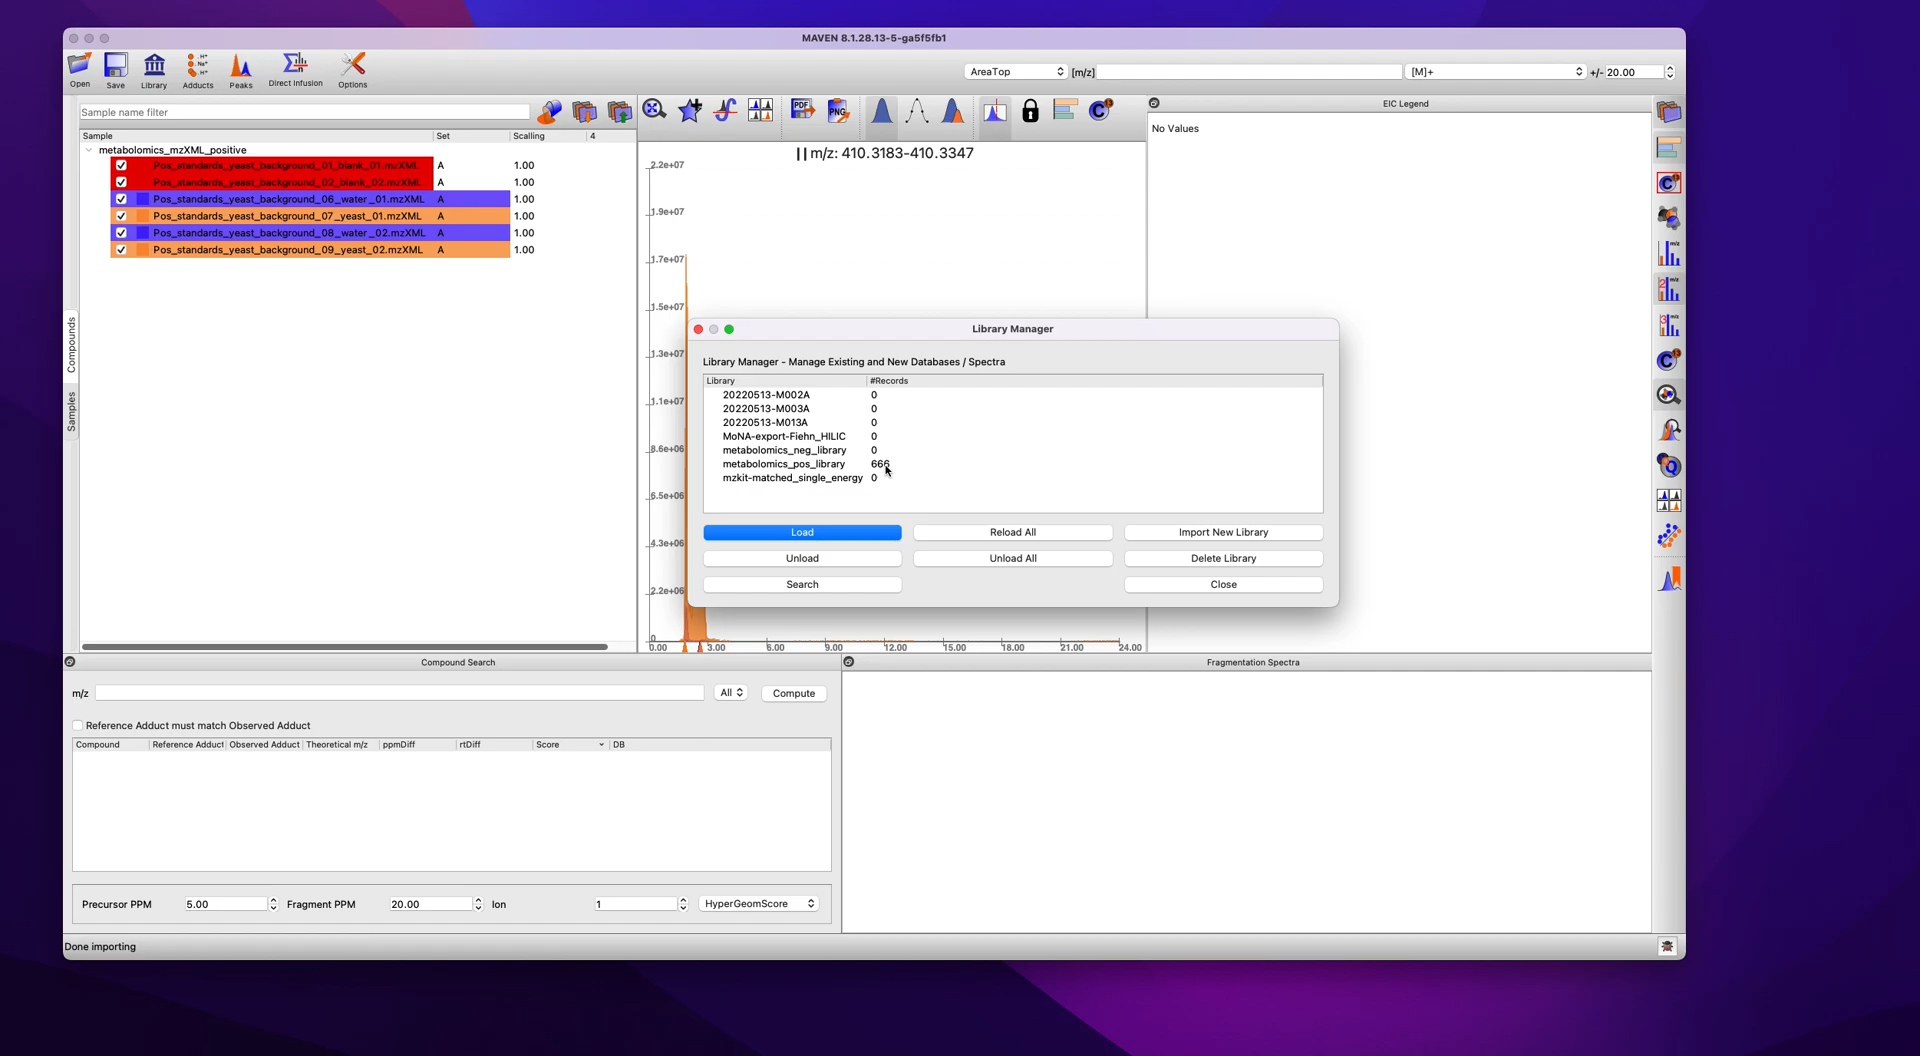 MAVEN 8.1.28.13-5-ga5f5fb1
Open Save Library Adducts Peaks Direct Infusion Options
AreaTop [m/z] [M]+ +/- 20.00
Sample name filter
EIC Legend
Sample Set Scalling 4
No Values
metabolomics_mzXML_positive
Pos_standards_yeast_background_01_blank_01.mzXML A 1.00
Pos_standards_yeast_background_02_blank_02.mzXML A 1.00
Pos_standards_yeast_background_06_water_01.mzXML A 1.00
Pos_standards_yeast_background_07_yeast_01.mzXML A 1.00
Pos_standards_yeast_background_08_water_02.mzXML A 1.00
Pos_standards_yeast_background_09_yeast_02.mzXML A 1.00
Compounds
Samples
PDF PNG
|| m/z: 410.3183-410.3347
2.2e+07
1.9e+07
1.7e+07
1.5e+07
1.3e+07
1.1e+07
8.6e+06
6.5e+06
4.3e+06
2.2e+06
0
0.00 3.00 6.00 9.00 12.00 15.00 18.00 21.00 24.00
Library Manager
Library Manager - Manage Existing and New Databases / Spectra
Library #Records
20220513-M002A 0
20220513-M003A 0
20220513-M013A 0
MoNA-export-Fiehn_HILIC 0
metabolomics_neg_library 0
metabolomics_pos_library 666
mzkit-matched_single_energy 0
Load Reload All Import New Library
Unload Unload All Delete Library
Search Close
Compound Search
Fragmentation Spectra
m/z All Compute
Reference Adduct must match Observed Adduct
Compound Reference Adduct Observed Adduct Theoretical m/z ppmDiff rtDiff Score DB
Precursor PPM 5.00 Fragment PPM 20.00 Ion 1 HyperGeomScore
Done importing